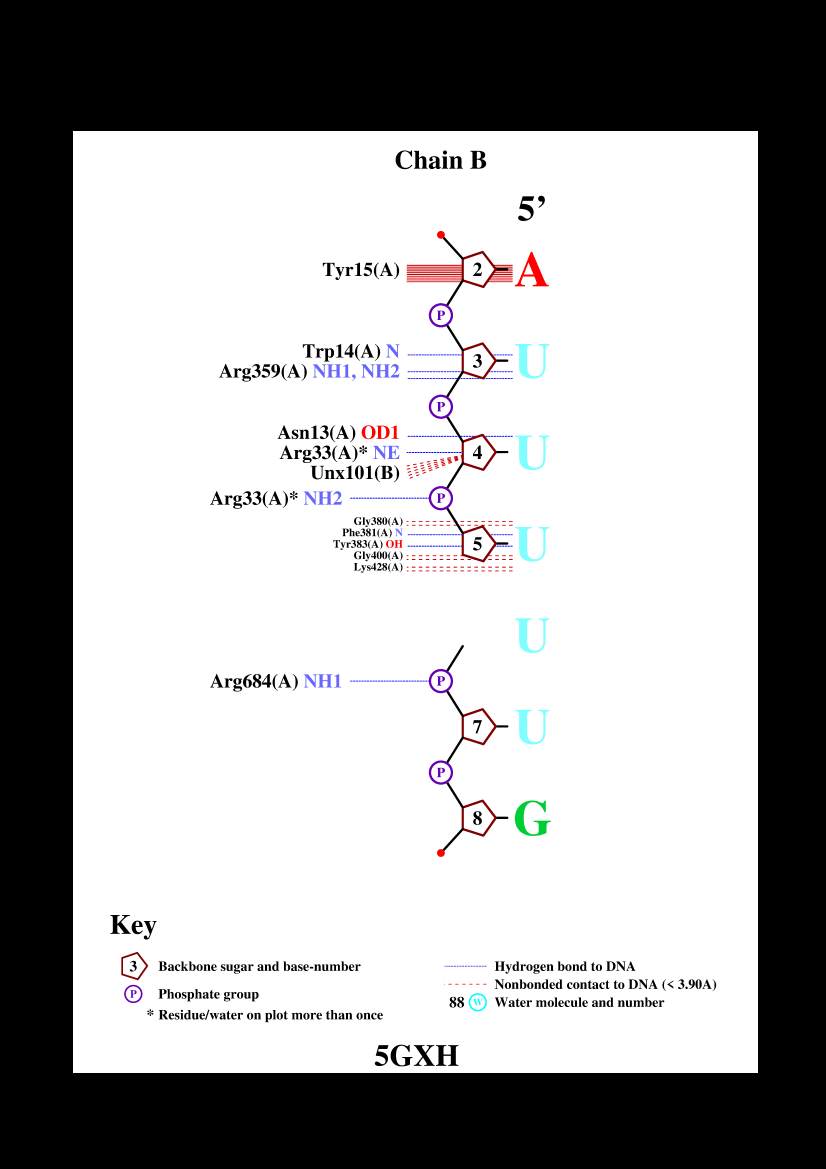 Chain B
5’
Tyr15(A) 2 A
P
Trp14(A) N
Arg359(A) NH1, NH2 3 U
P
Asn13(A) OD1
Arg33(A)* NE 4 U
Unx101(B)
Arg33(A)* NH2 P
Gly380(A)
Phe381(A) N
Tyr383(A) OH 5 U
Gly400(A)
Lys428(A)
U
Arg684(A) NH1 P
7 U
P
8 G
Key
3 Backbone sugar and base-number
P Phosphate group
* Residue/water on plot more than once
Hydrogen bond to DNA
Nonbonded contact to DNA (< 3.90A)
88 W Water molecule and number
5GXH